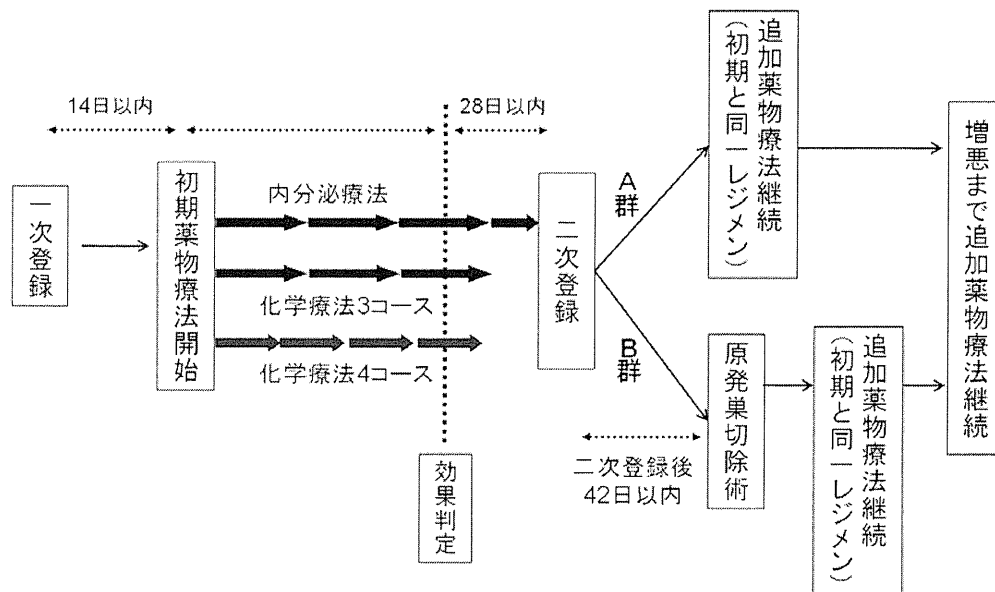 14日以内
28日以内
一次登録
初期薬物療法開始
内分泌療法
化学療法3コース
化学療法4コース
効果判定
二次登録
A群
B群
二次登録後
42日以内
追加薬物療法継続
(初期と同一レジメン)
原発巣切除術
追加薬物療法継続
(初期と同一レジメン)
増悪まで追加薬物療法継続